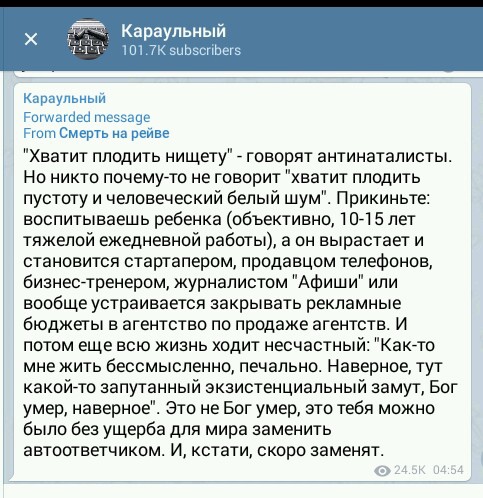 Караульный
101.7K subscribers
Караульный
Forwarded message
From Смерть на рейве
"Хватит плодить нищету" - говорят антинаталисты.
Но никто почему-то не говорит "хватит плодить
пустоту и человеческий белый шум". Прикиньте:
воспитываешь ребенка (объективно, 10-15 лет
тяжелой ежедневной работы), а он вырастает и
становится стартапером, продавцом телефонов,
бизнес-тренером, журналистом "Афиши" или
вообще устраивается закрывать рекламные
бюджеты в агентство по продаже агентств. И
потом еще всю жизнь ходит несчастный: "Как-то
мне жить бессмысленно, печально. Наверное, тут
какой-то запутанный экзистенциальный замут, Бог
умер, наверное". Это не Бог умер, это тебя можно
было без ущерба для мира заменить
автоответчиком. И, кстати, скоро заменят.
24.5K 04:54